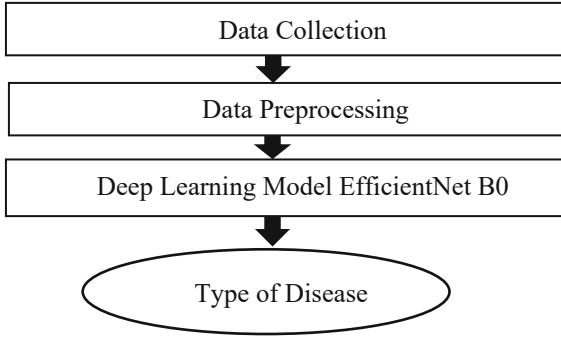 Data Collection
Data Preprocessing
Deep Learning Model EfficientNet B0
Type of Disease